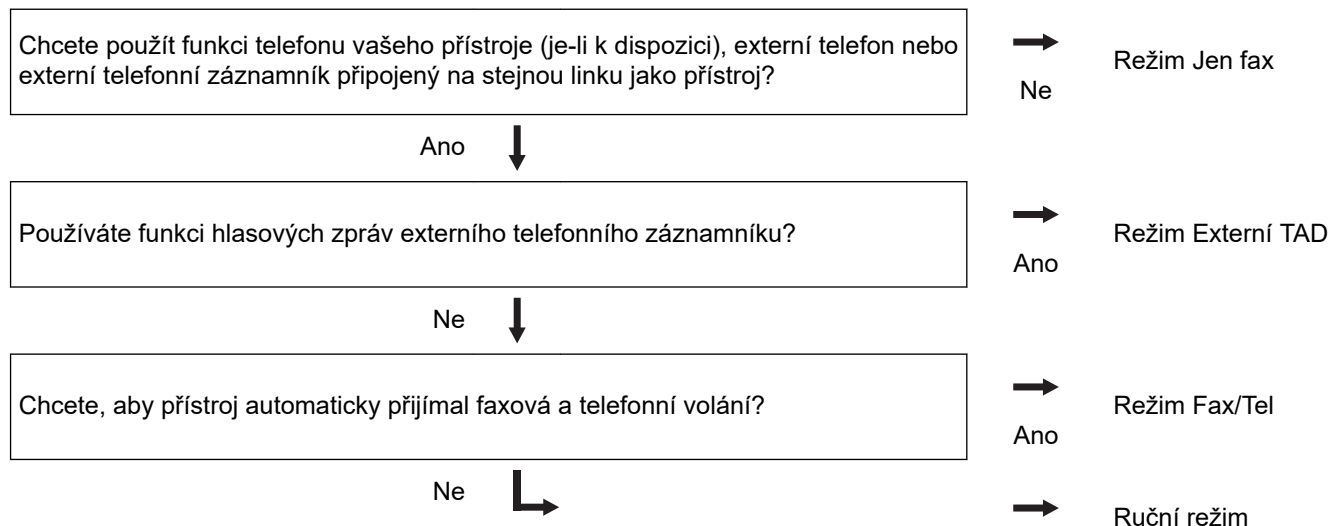 Chcete použít funkci telefonu vašeho přístroje (je-li k dispozici), externí telefon nebo
externí telefonní záznamník připojený na stejnou linku jako přístroj?
Ne
Režim Jen fax
Ano
Používáte funkci hlasových zpráv externího telefonního záznamníku?
Ano
Režim Externí TAD
Ne
Chcete, aby přístroj automaticky přijímal faxová a telefonní volání?
Ano
Režim Fax/Tel
Ne
Ruční režim